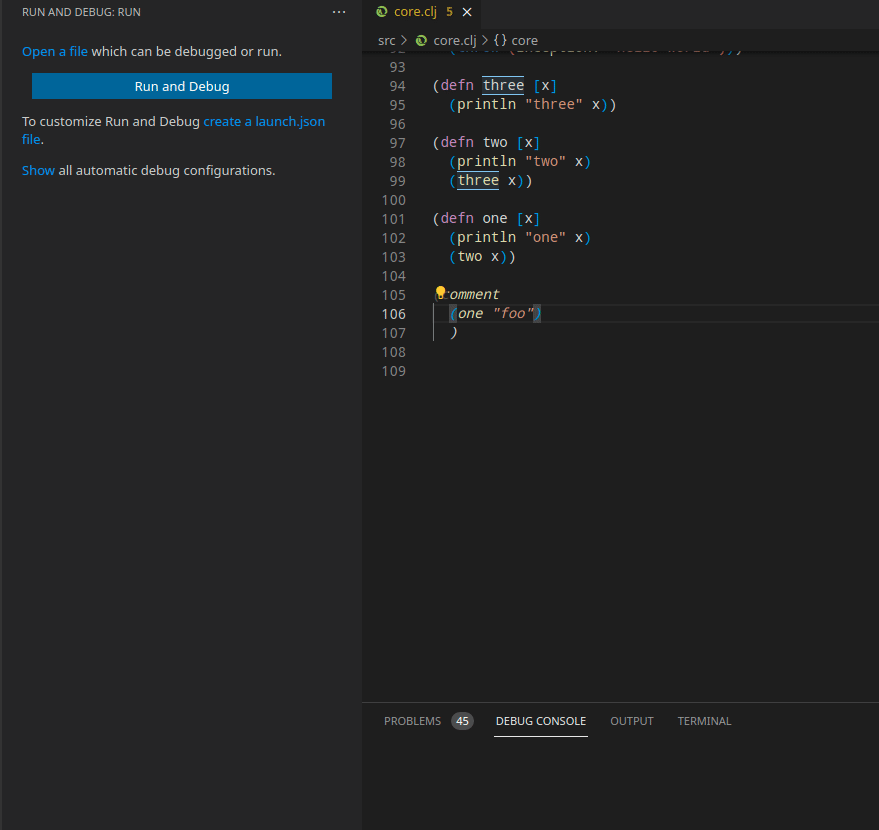 RUN AND DEBUG: RUN ···
Open a file which can be debugged or run.
Run and Debug
To customize Run and Debug create a launch.json
file.
Show all automatic debug configurations.
core.clj 5 ×
src > core.clj > {} core
93
94 (defn three [x]
95 (println "three" x))
96
97 (defn two [x]
98 (println "two" x)
99 (three x))
100
101 (defn one [x]
102 (println "one" x)
103 (two x))
104
105 (comment
106 (one "foo")
107 )
108
109
PROBLEMS 45 DEBUG CONSOLE OUTPUT TERMINAL